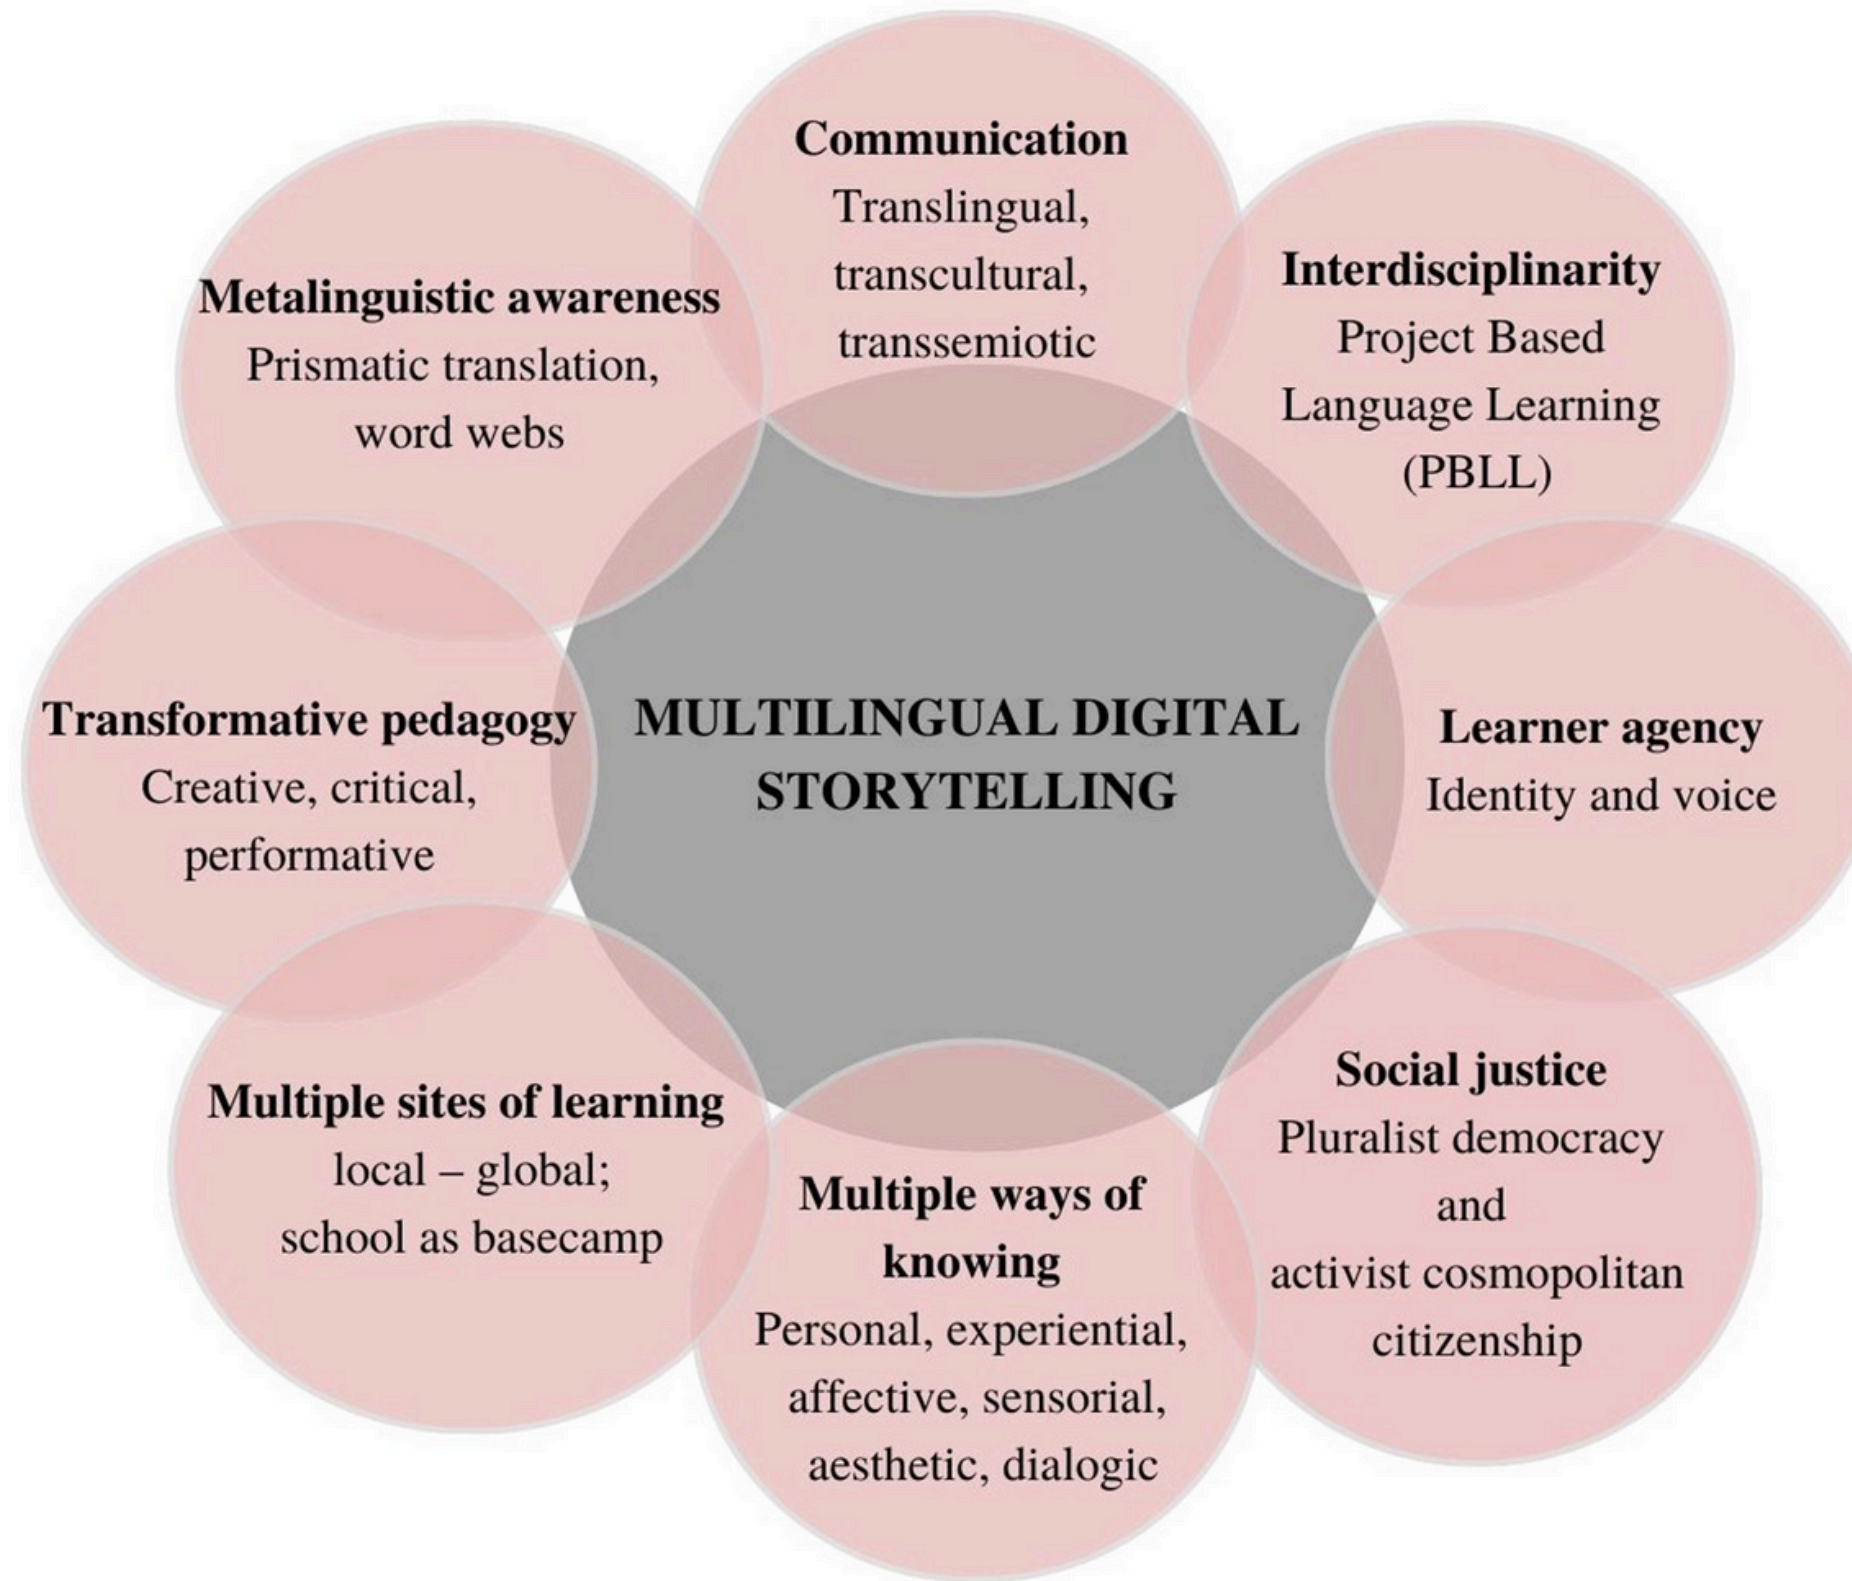 Communication
Translingual,
transcultural,
transsemiotic
Interdisciplinarity
Project Based
Language Learning
(PBLL)
Learner agency
Identity and voice
Social justice
Pluralist democracy
and
activist cosmopolitan
citizenship
Multiple ways of
knowing
Personal, experiential,
affective, sensorial,
aesthetic, dialogic
Multiple sites of learning
local – global;
school as basecamp
Transformative pedagogy
Creative, critical,
performative
Metalinguistic awareness
Prismatic translation,
word webs
MULTILINGUAL DIGITAL
STORYTELLING